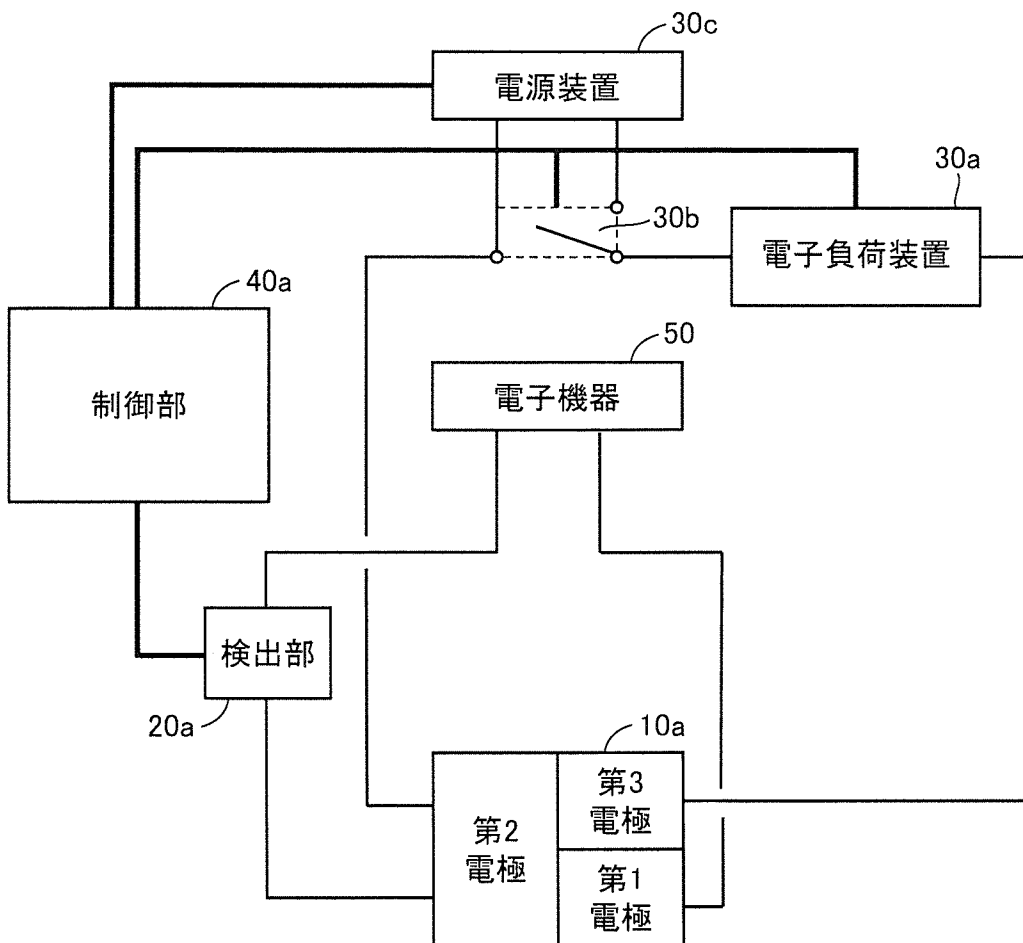 30c
電源装置
30a
30b
電子負荷装置
40a
制御部
50
電子機器
検出部
20a
10a
第2
電極
第3
電極
第1
電極